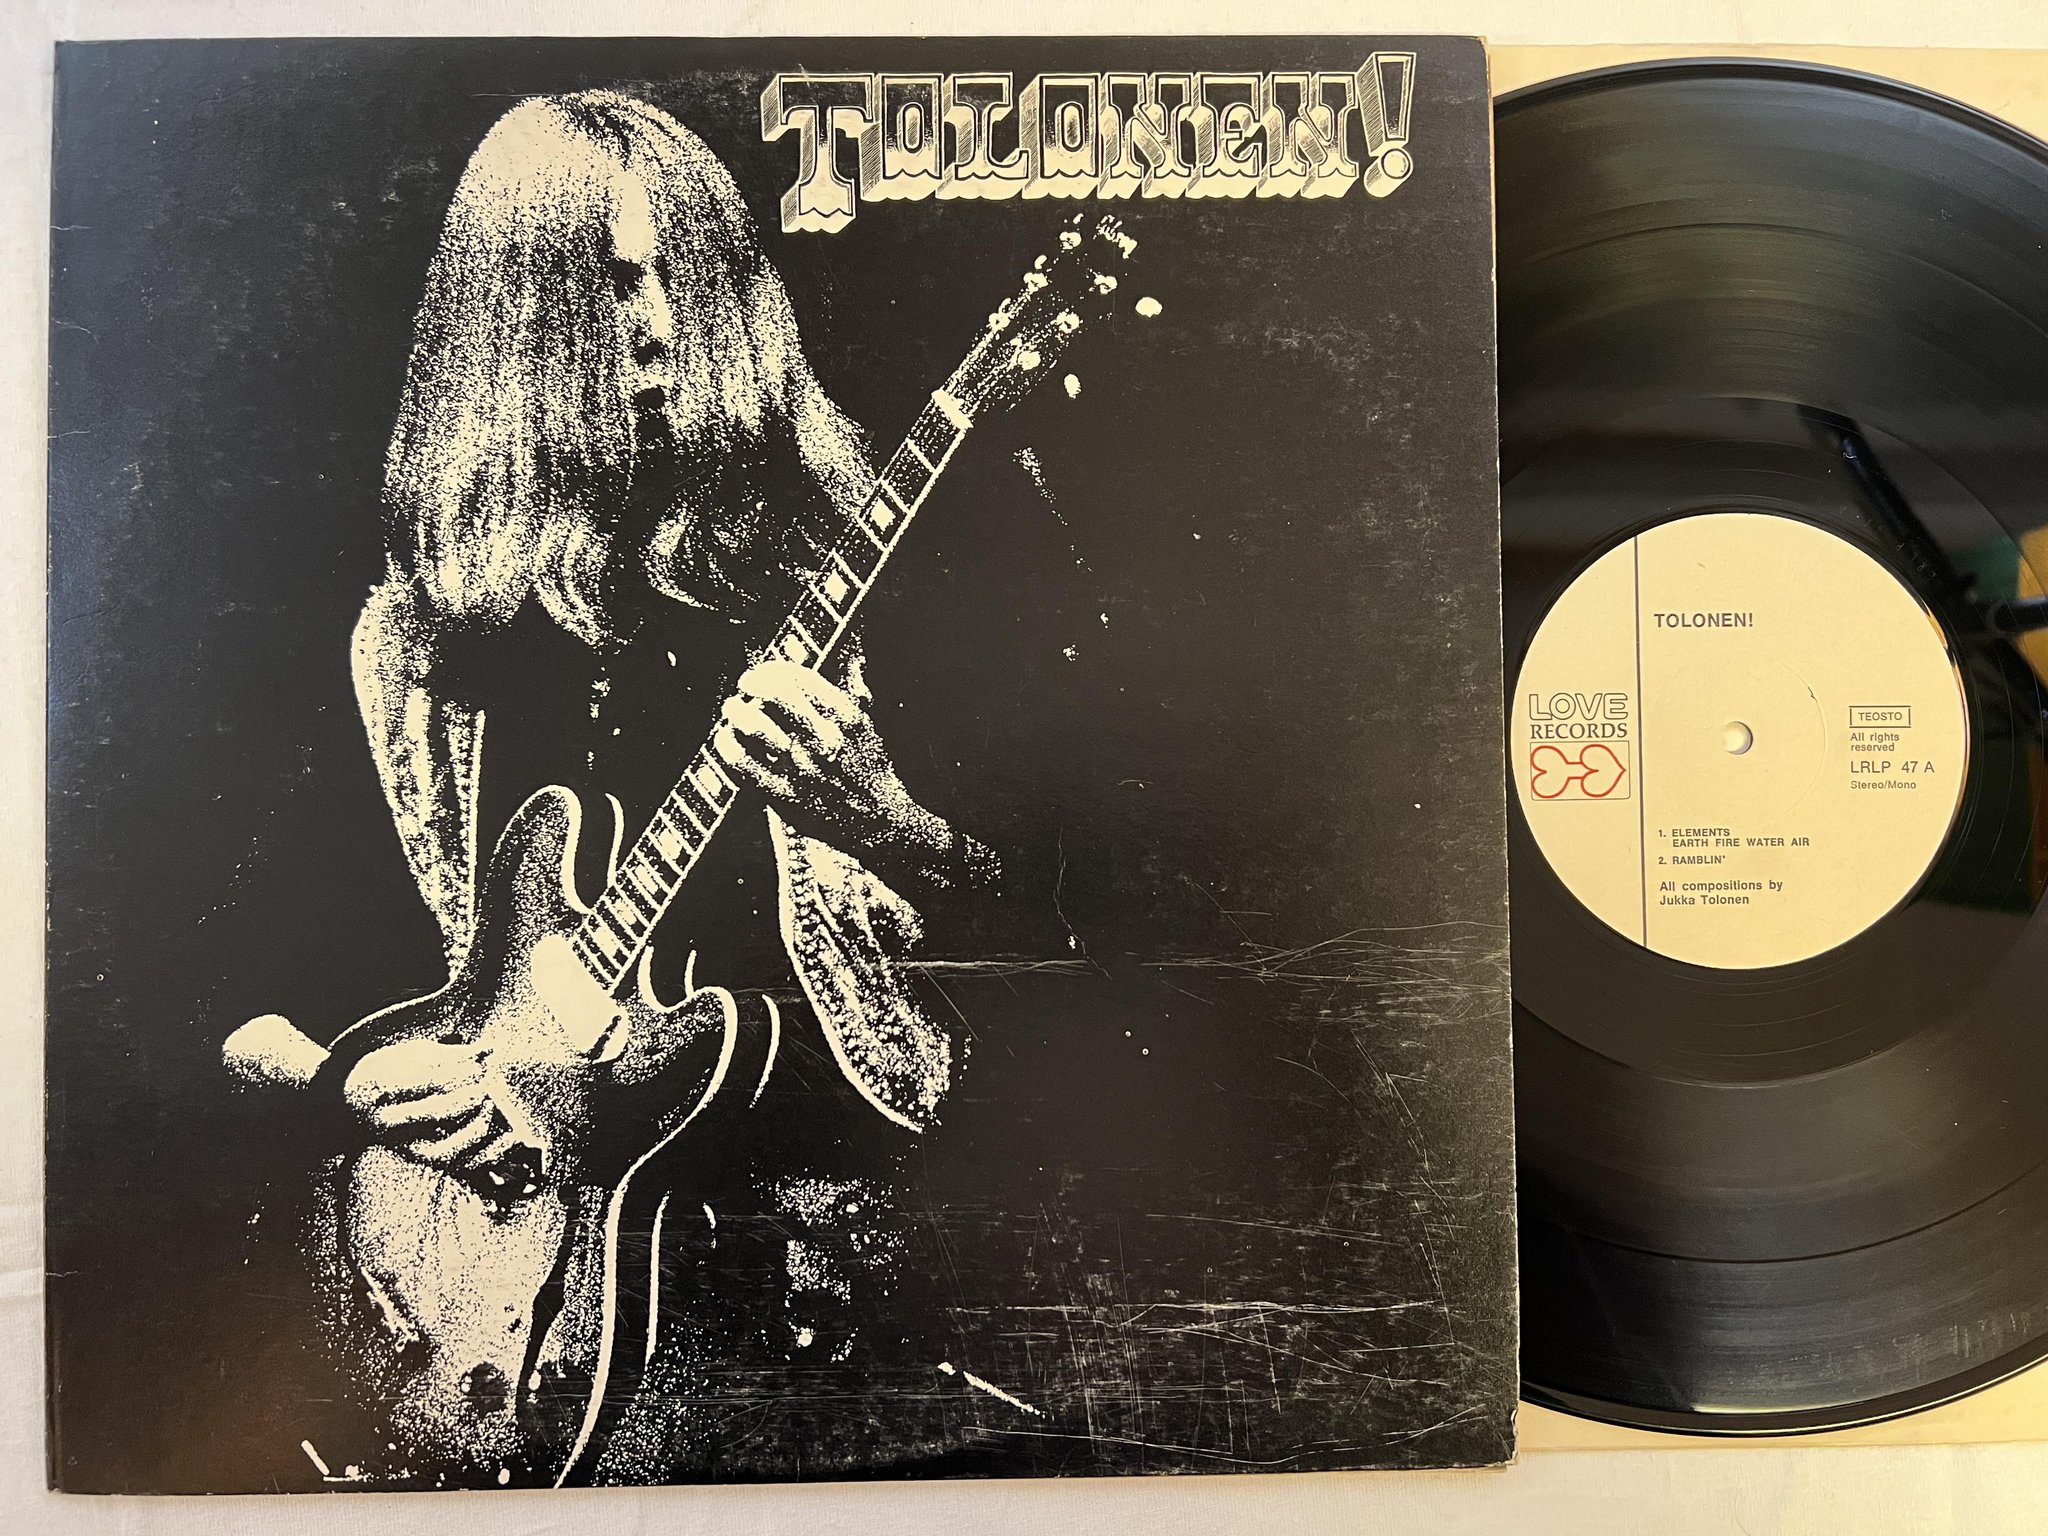 TOLONEN!
TOLONEN!
LOVE
RECORDS
TEOSTO
All rights
reserved
LRLP 47 A
Stereo/Mono
1. ELEMENTS
EARTH FIRE WATER AIR
2. RAMBLIN'
All compositions by
Jukka Tolonen